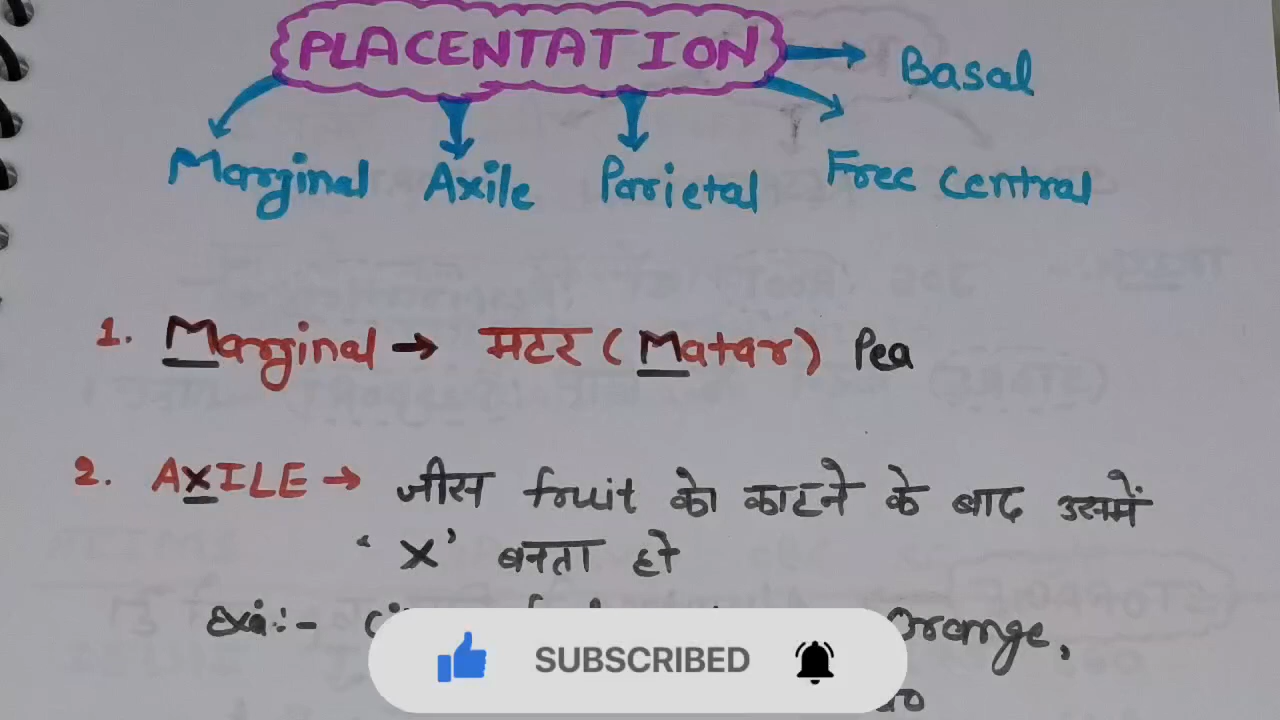 PLACENTATION
Basal
Marginal Axile Parietal Free central
1. Marginal → मटर (Matar) Pea
2. AXILE → जीस fruit को काटने के बाद उसमें
'X' बनता हो
Exa:- Orange,
SUBSCRIBED